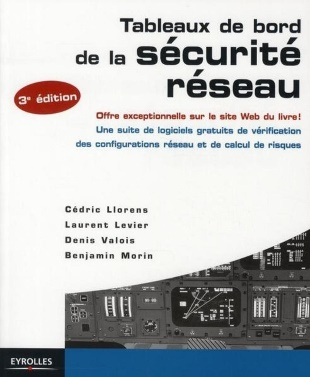 Tableaux de bord
de la sécurité
réseau
3e édition
Offre exceptionnelle sur le site Web du livre!
Une suite de logiciels gratuits de vérification
des configurations réseau et de calcul de risques
Cédric Llorens
Laurent Levier
Denis Valois
Benjamin Morin
EYROLLES